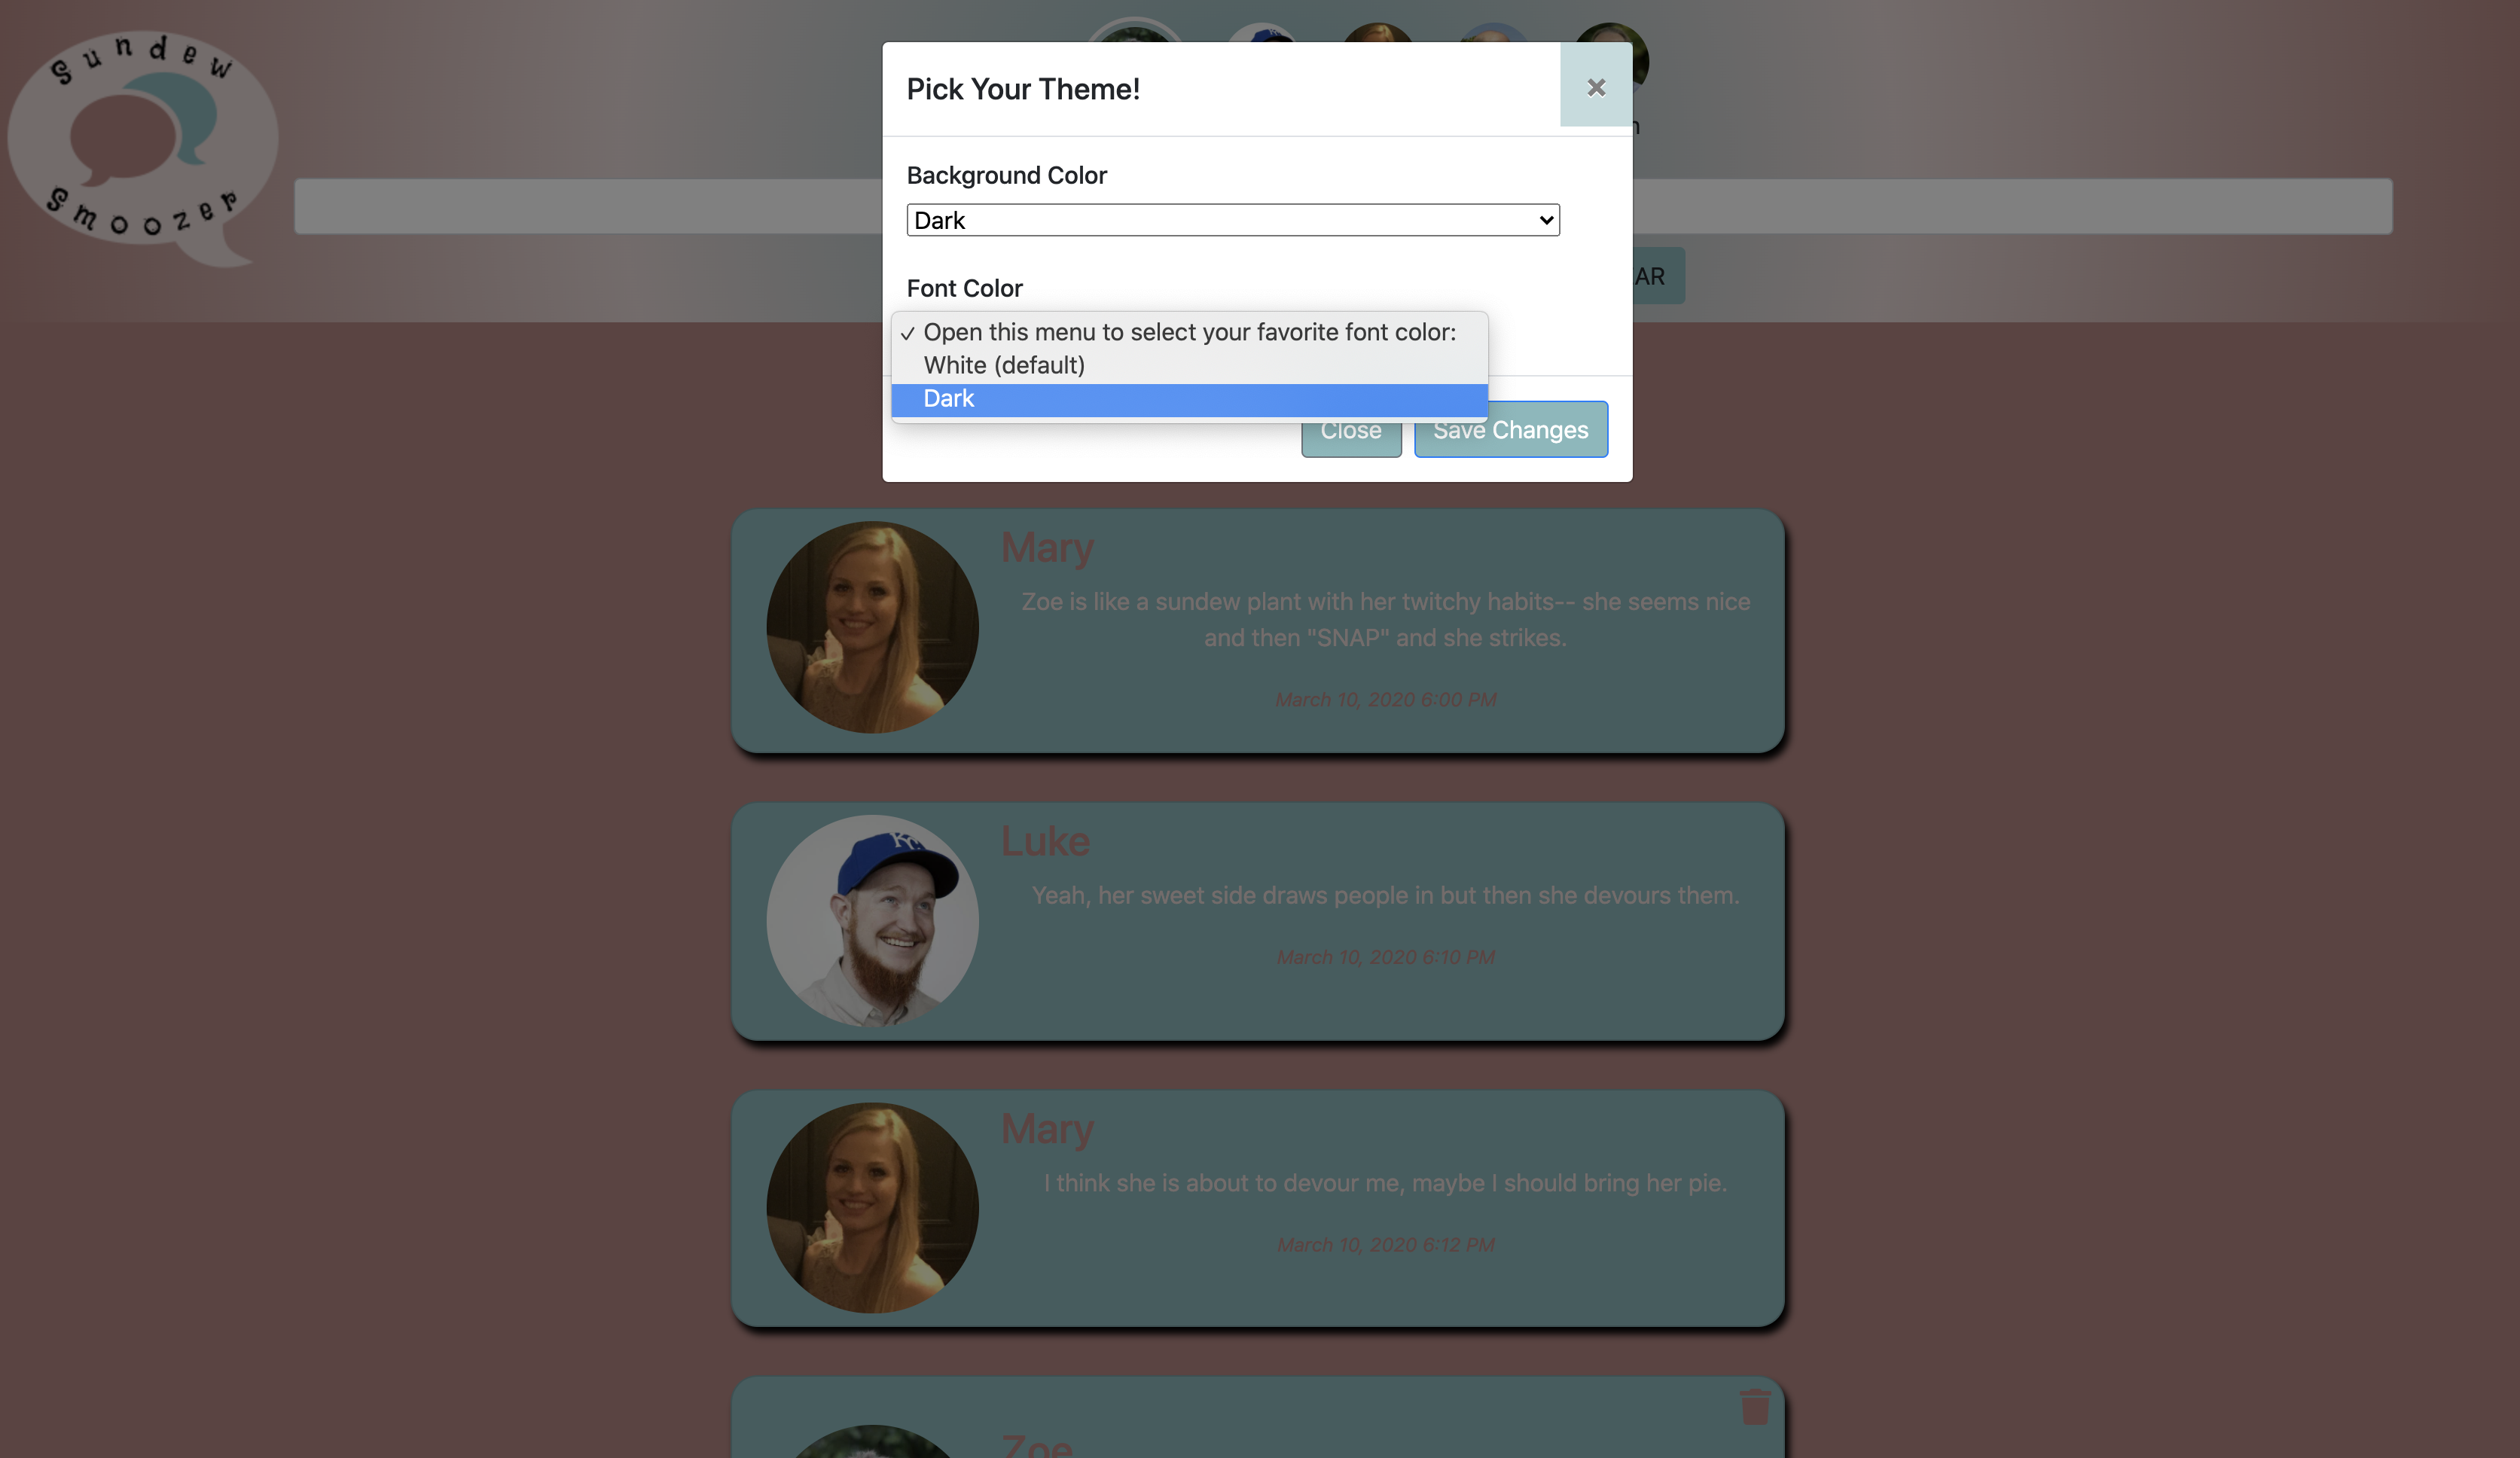 Sundew
Smoozer
Pick Your Theme!
×
Background Color
Dark
AR
Font Color
✓ Open this menu to select your favorite font color:
White (default)
Dark
Close
Save Changes
Mary
Zoe is like a sundew plant with her twitchy habits-- she seems nice
and then "SNAP" and she strikes.
March 10, 2020 6:00 PM
KC
Luke
Yeah, her sweet side draws people in but then she devours them.
March 10, 2020 6:10 PM
Mary
I think she is about to devour me, maybe I should bring her pie.
March 10, 2020 6:12 PM
Zoe